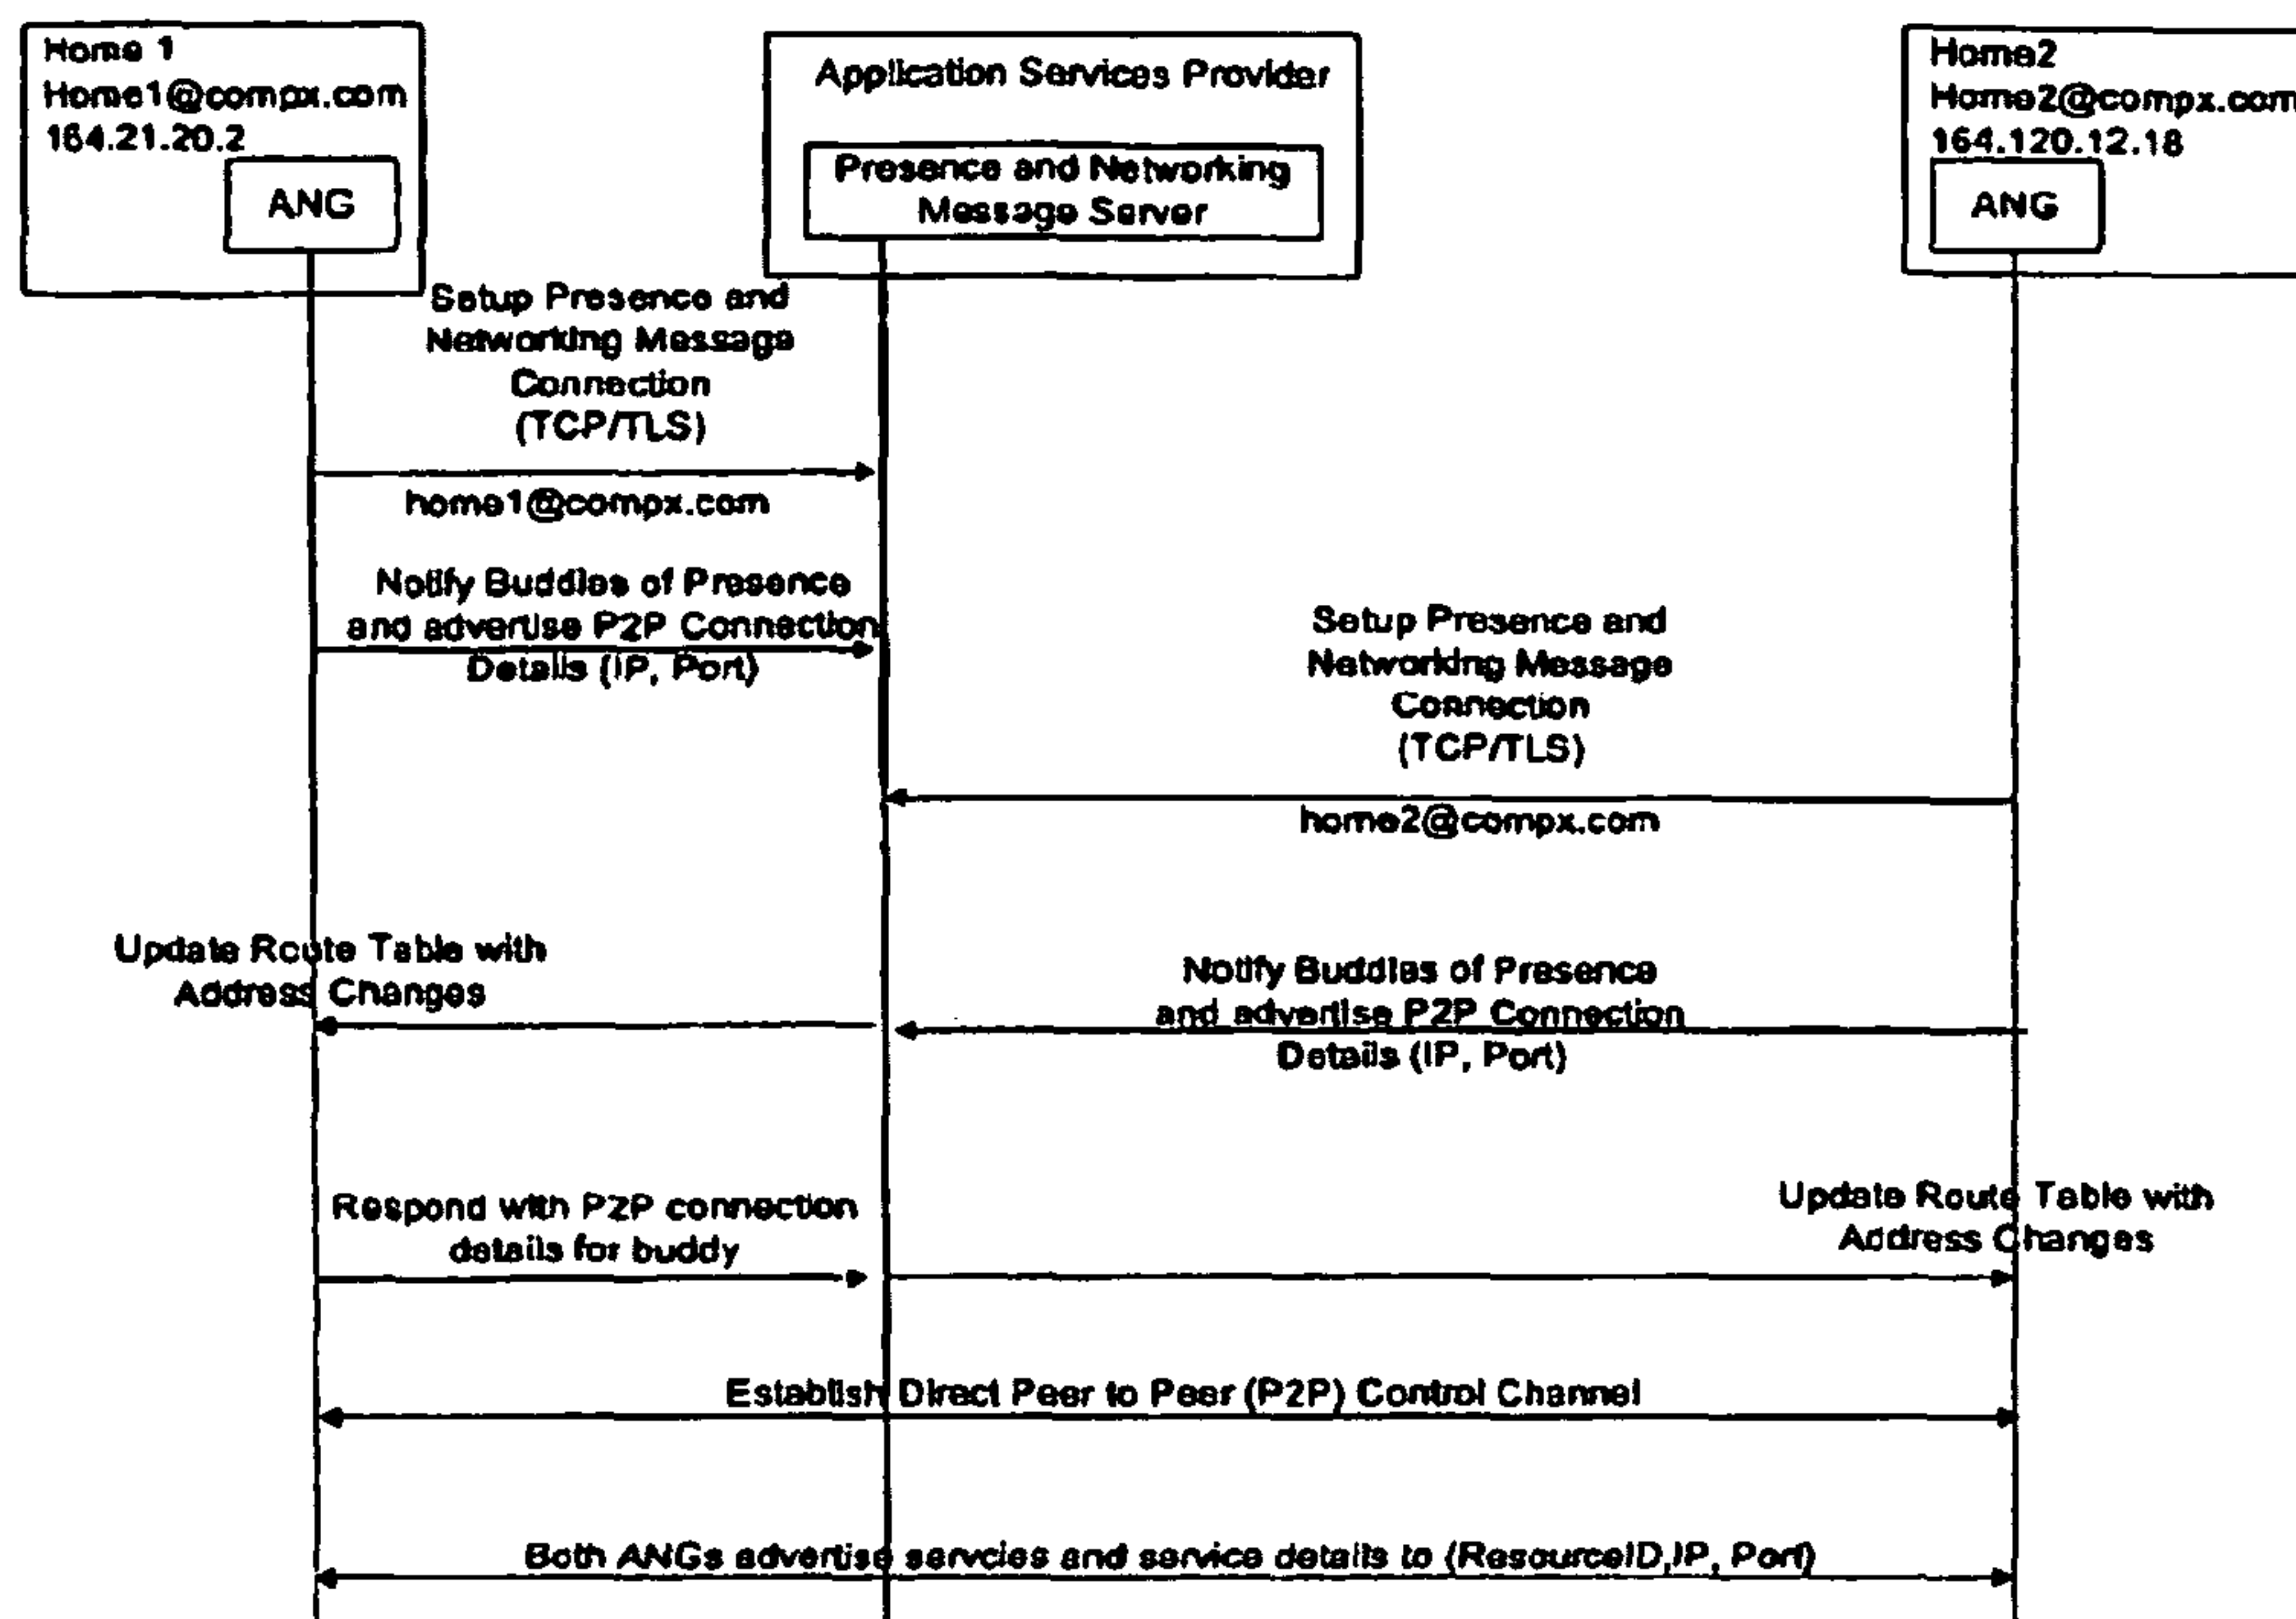 Home 1
Home1@compx.com
164.21.20.2
ANG
Application Services Provider
Presence and Networking
Message Server
Home2
Home2@compx.com
164.120.12.18
ANG
Setup Presence and
Networking Message
Connection
(TCP/TLS)
home1@compx.com
Notify Buddies of Presence
and advertise P2P Connection
Details (IP, Port)
Setup Presence and
Networking Message
Connection
(TCP/TLS)
home2@compx.com
Update Route Table with
Address Changes
Notify Buddies of Presence
and advertise P2P Connection
Details (IP, Port)
Respond with P2P connection
details for buddy
Update Route Table with
Address Changes
Establish Direct Peer to Peer (P2P) Control Channel
Both ANGs advertise servcies and service details to (ResourceID,IP, Port)